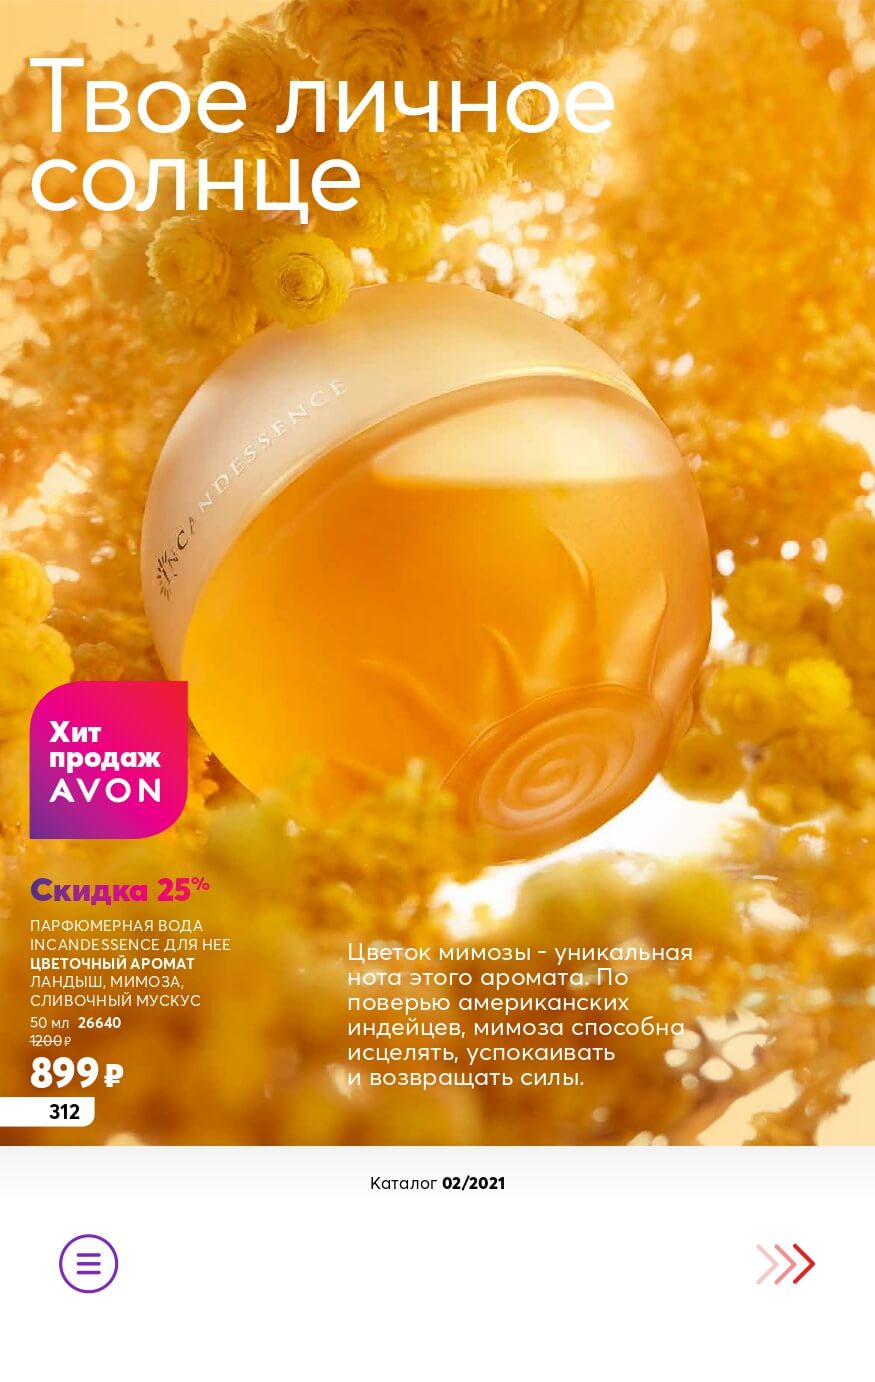 Твое личное
солнце
INCANDESSENCE
Хит
продаж
AVON
Скидка 25%
ПАРФЮМЕРНАЯ ВОДА
INCANDESSENCE ДЛЯ НЕЕ
ЦВЕТОЧНЫЙ АРОМАТ
ЛАНДЫШ, МИМОЗА,
СЛИВОЧНЫЙ МУСКУС
50 мл 26640
1200 ₽
899 ₽
Цветок мимозы - уникальная
нота этого аромата. По
поверью американских
индейцев, мимоза способна
исцелять, успокаивать
и возвращать силы.
312
Каталог 02/2021